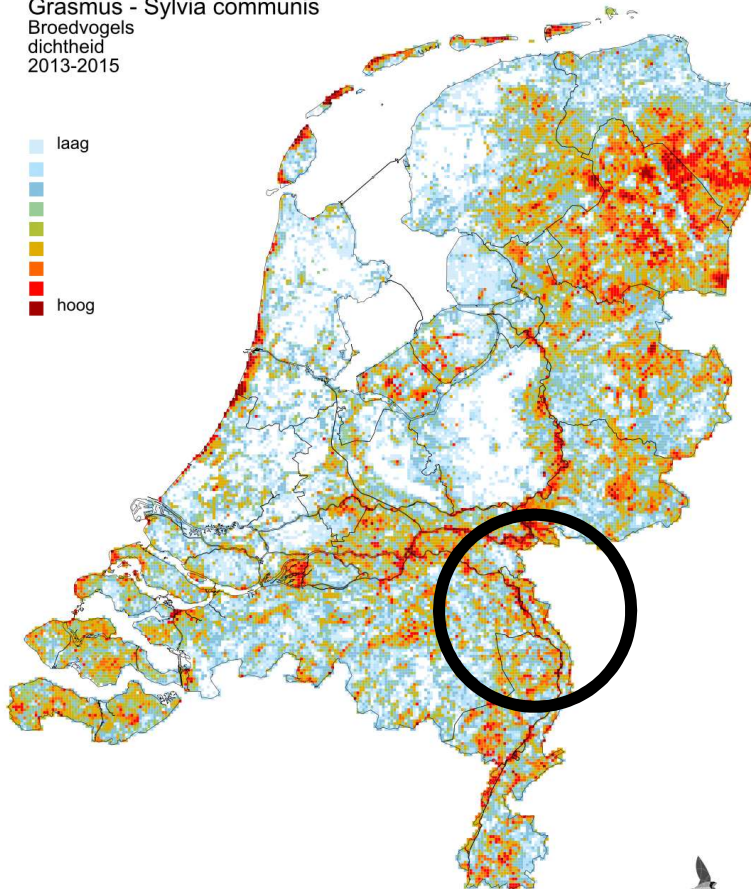 Grasmus - Sylvia communis
Broedvogels
dichtheid
2013-2015
laag
hoog